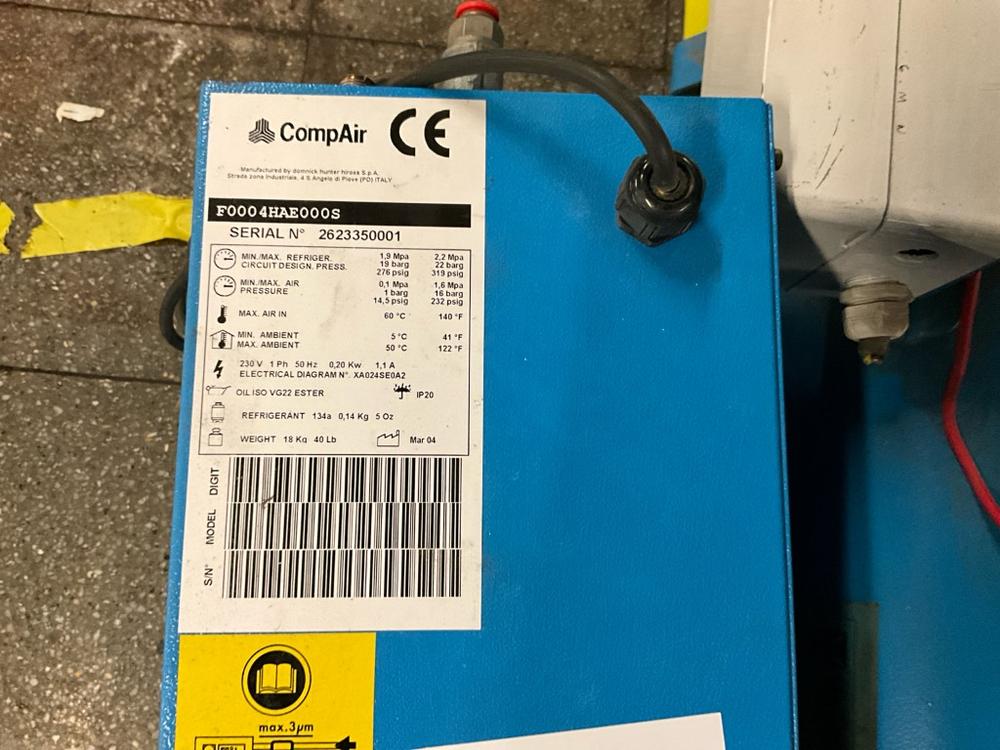 CompAir CE
Manufactured by domnick hunter hiross S.p.A.
Strada zona Industriale, 4 S.Angelo di Piove (PD) ITALY
F0004HAE000S
SERIAL N° 2623350001
MIN./MAX. REFRIGER. 1,9 Mpa 2,2 Mpa
CIRCUIT DESIGN. PRESS. 19 barg 22 barg
276 psig 319 psig
MIN./MAX. AIR 0,1 Mpa 1,6 Mpa
PRESSURE 1 barg 16 barg
14,5 psig 232 psig
MAX. AIR IN 60 °C 140 °F
MIN. AMBIENT 5 °C 41 °F
MAX. AMBIENT 50 °C 122 °F
230 V 1 Ph 50 Hz 0,20 Kw 1,1 A
ELECTRICAL DIAGRAM N°. XA024SE0A2
OIL ISO VG22 ESTER IP20
REFRIGERANT 134a 0,14 Kg 5 Oz
WEIGHT 18 Kg 40 Lb Mar 04
DIGIT
MODEL
S/N°
max.3µm